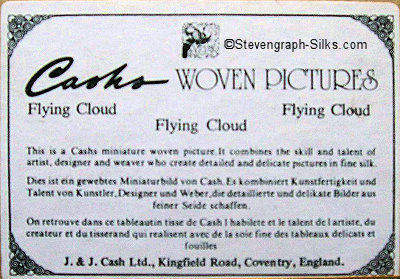 ©Stevengraph-Silks.com
Cashs WOVEN PICTURES
Flying Cloud Flying Cloud
Flying Cloud
This is a Cashs miniature woven picture. It combines the skill and talent of
artist, designer and weaver who create detailed and delicate pictures in fine silk.
Dies ist ein gewebtes Miniaturbild von Cash. Es kombiniert Kunstfertigkeit und
Talent von Kunstler, Designer und Weber, die detaillierte und delikate Bilder aus
feiner Seide schaffen.
On retrouve dans ce tableautin tisse de Cash l habilete et le talent de l artiste, du
createur et du tisserand qui realisent avec de la soie fine des tableaux delicats et
fouilles
J. & J. Cash Ltd., Kingfield Road, Coventry, England.